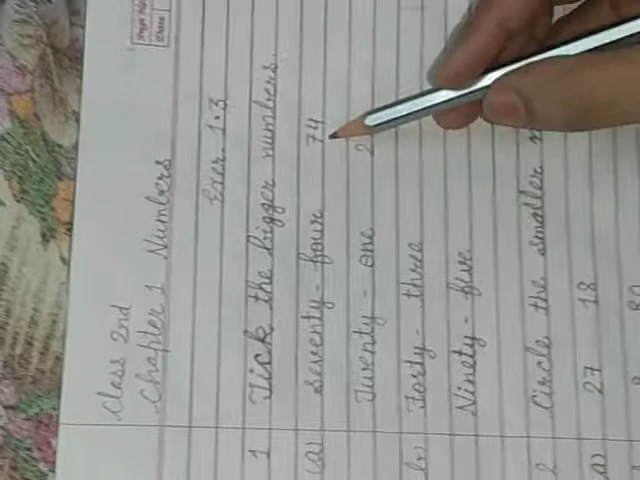 Class 2nd
Chapter 1 Numbers
Exer 1.3
1 Tick the bigger numbers.
(a) Seventy-four 74
Twenty-one 2
(b) Forty-three
Ninety-five
2 Circle the smaller
(a) 27 18